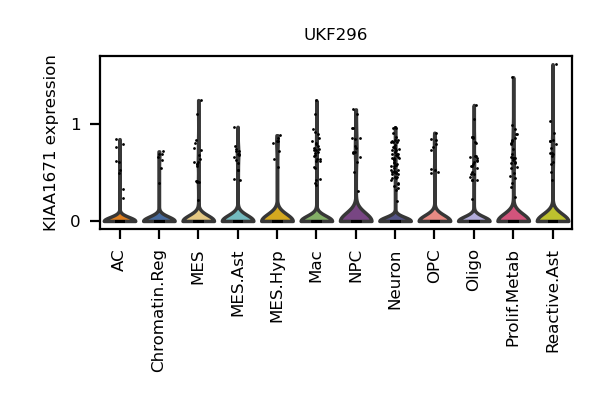 UKF296
KIAA1671 expression
1
0
AC
Chromatin.Reg
MES
MES.Ast
MES.Hyp
Mac
NPC
Neuron
OPC
Oligo
Prolif.Metab
Reactive.Ast